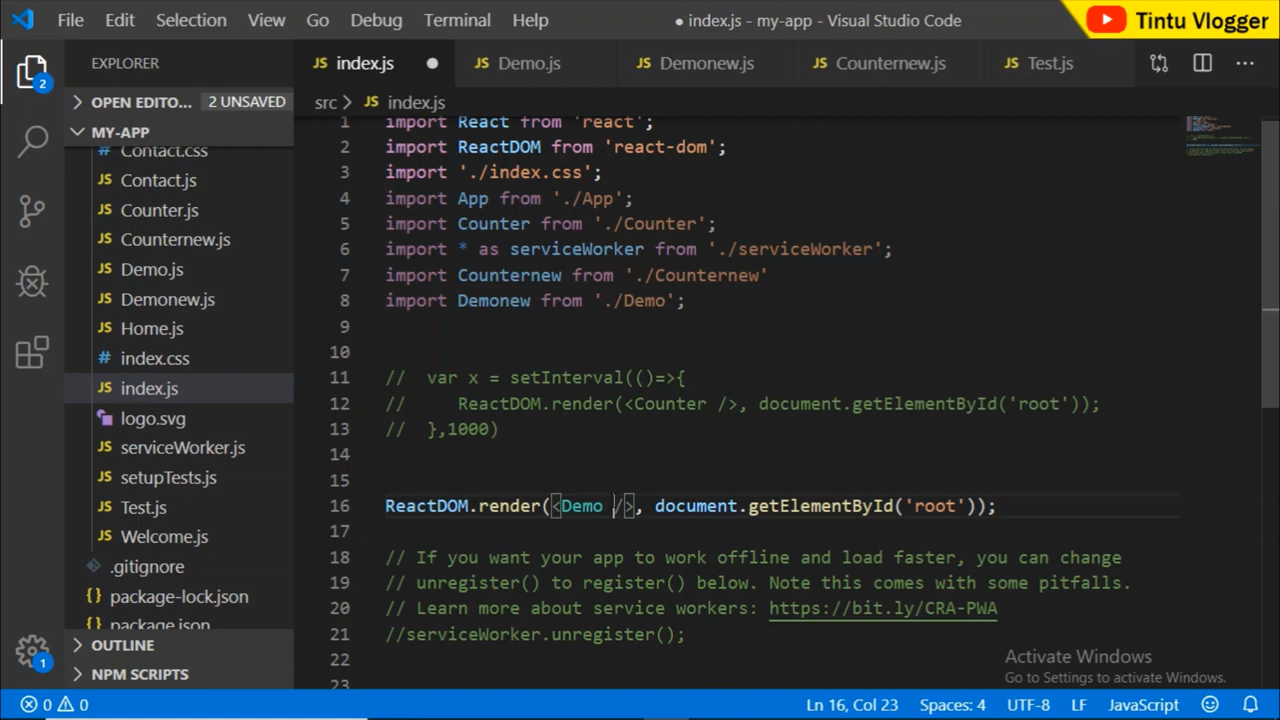 File Edit Selection View Go Debug Terminal Help
● index.js - my-app - Visual Studio Code
Tintu Vlogger
2
EXPLORER
OPEN EDITO... 2 UNSAVED
MY-APP
# Contact.css
JS Contact.js
JS Counter.js
JS Counternew.js
JS Demo.js
JS Demonew.js
JS Home.js
# index.css
JS index.js
logo.svg
JS serviceWorker.js
JS setupTests.js
JS Test.js
JS Welcome.js
.gitignore
{} package-lock.json
{} package.json
OUTLINE
NPM SCRIPTS
1
JS index.js ● JS Demo.js JS Demonew.js JS Counternew.js JS Test.js ...
src > JS index.js
1 import React from 'react';
2 import ReactDOM from 'react-dom';
3 import './index.css';
4 import App from './App';
5 import Counter from './Counter';
6 import * as serviceWorker from './serviceWorker';
7 import Counternew from './Counternew'
8 import Demonew from './Demo';
9
10
11 // var x = setInterval(()=>{
12 // ReactDOM.render(<Counter />, document.getElementById('root'));
13 // },1000)
14
15
16 ReactDOM.render(<Demo />, document.getElementById('root'));
17
18 // If you want your app to work offline and load faster, you can change
19 // unregister() to register() below. Note this comes with some pitfalls.
20 // Learn more about service workers: https://bit.ly/CRA-PWA
21 //serviceWorker.unregister();
22
23
Activate Windows
Go to Settings to activate Windows.
0 0
Ln 16, Col 23 Spaces: 4 UTF-8 LF JavaScript